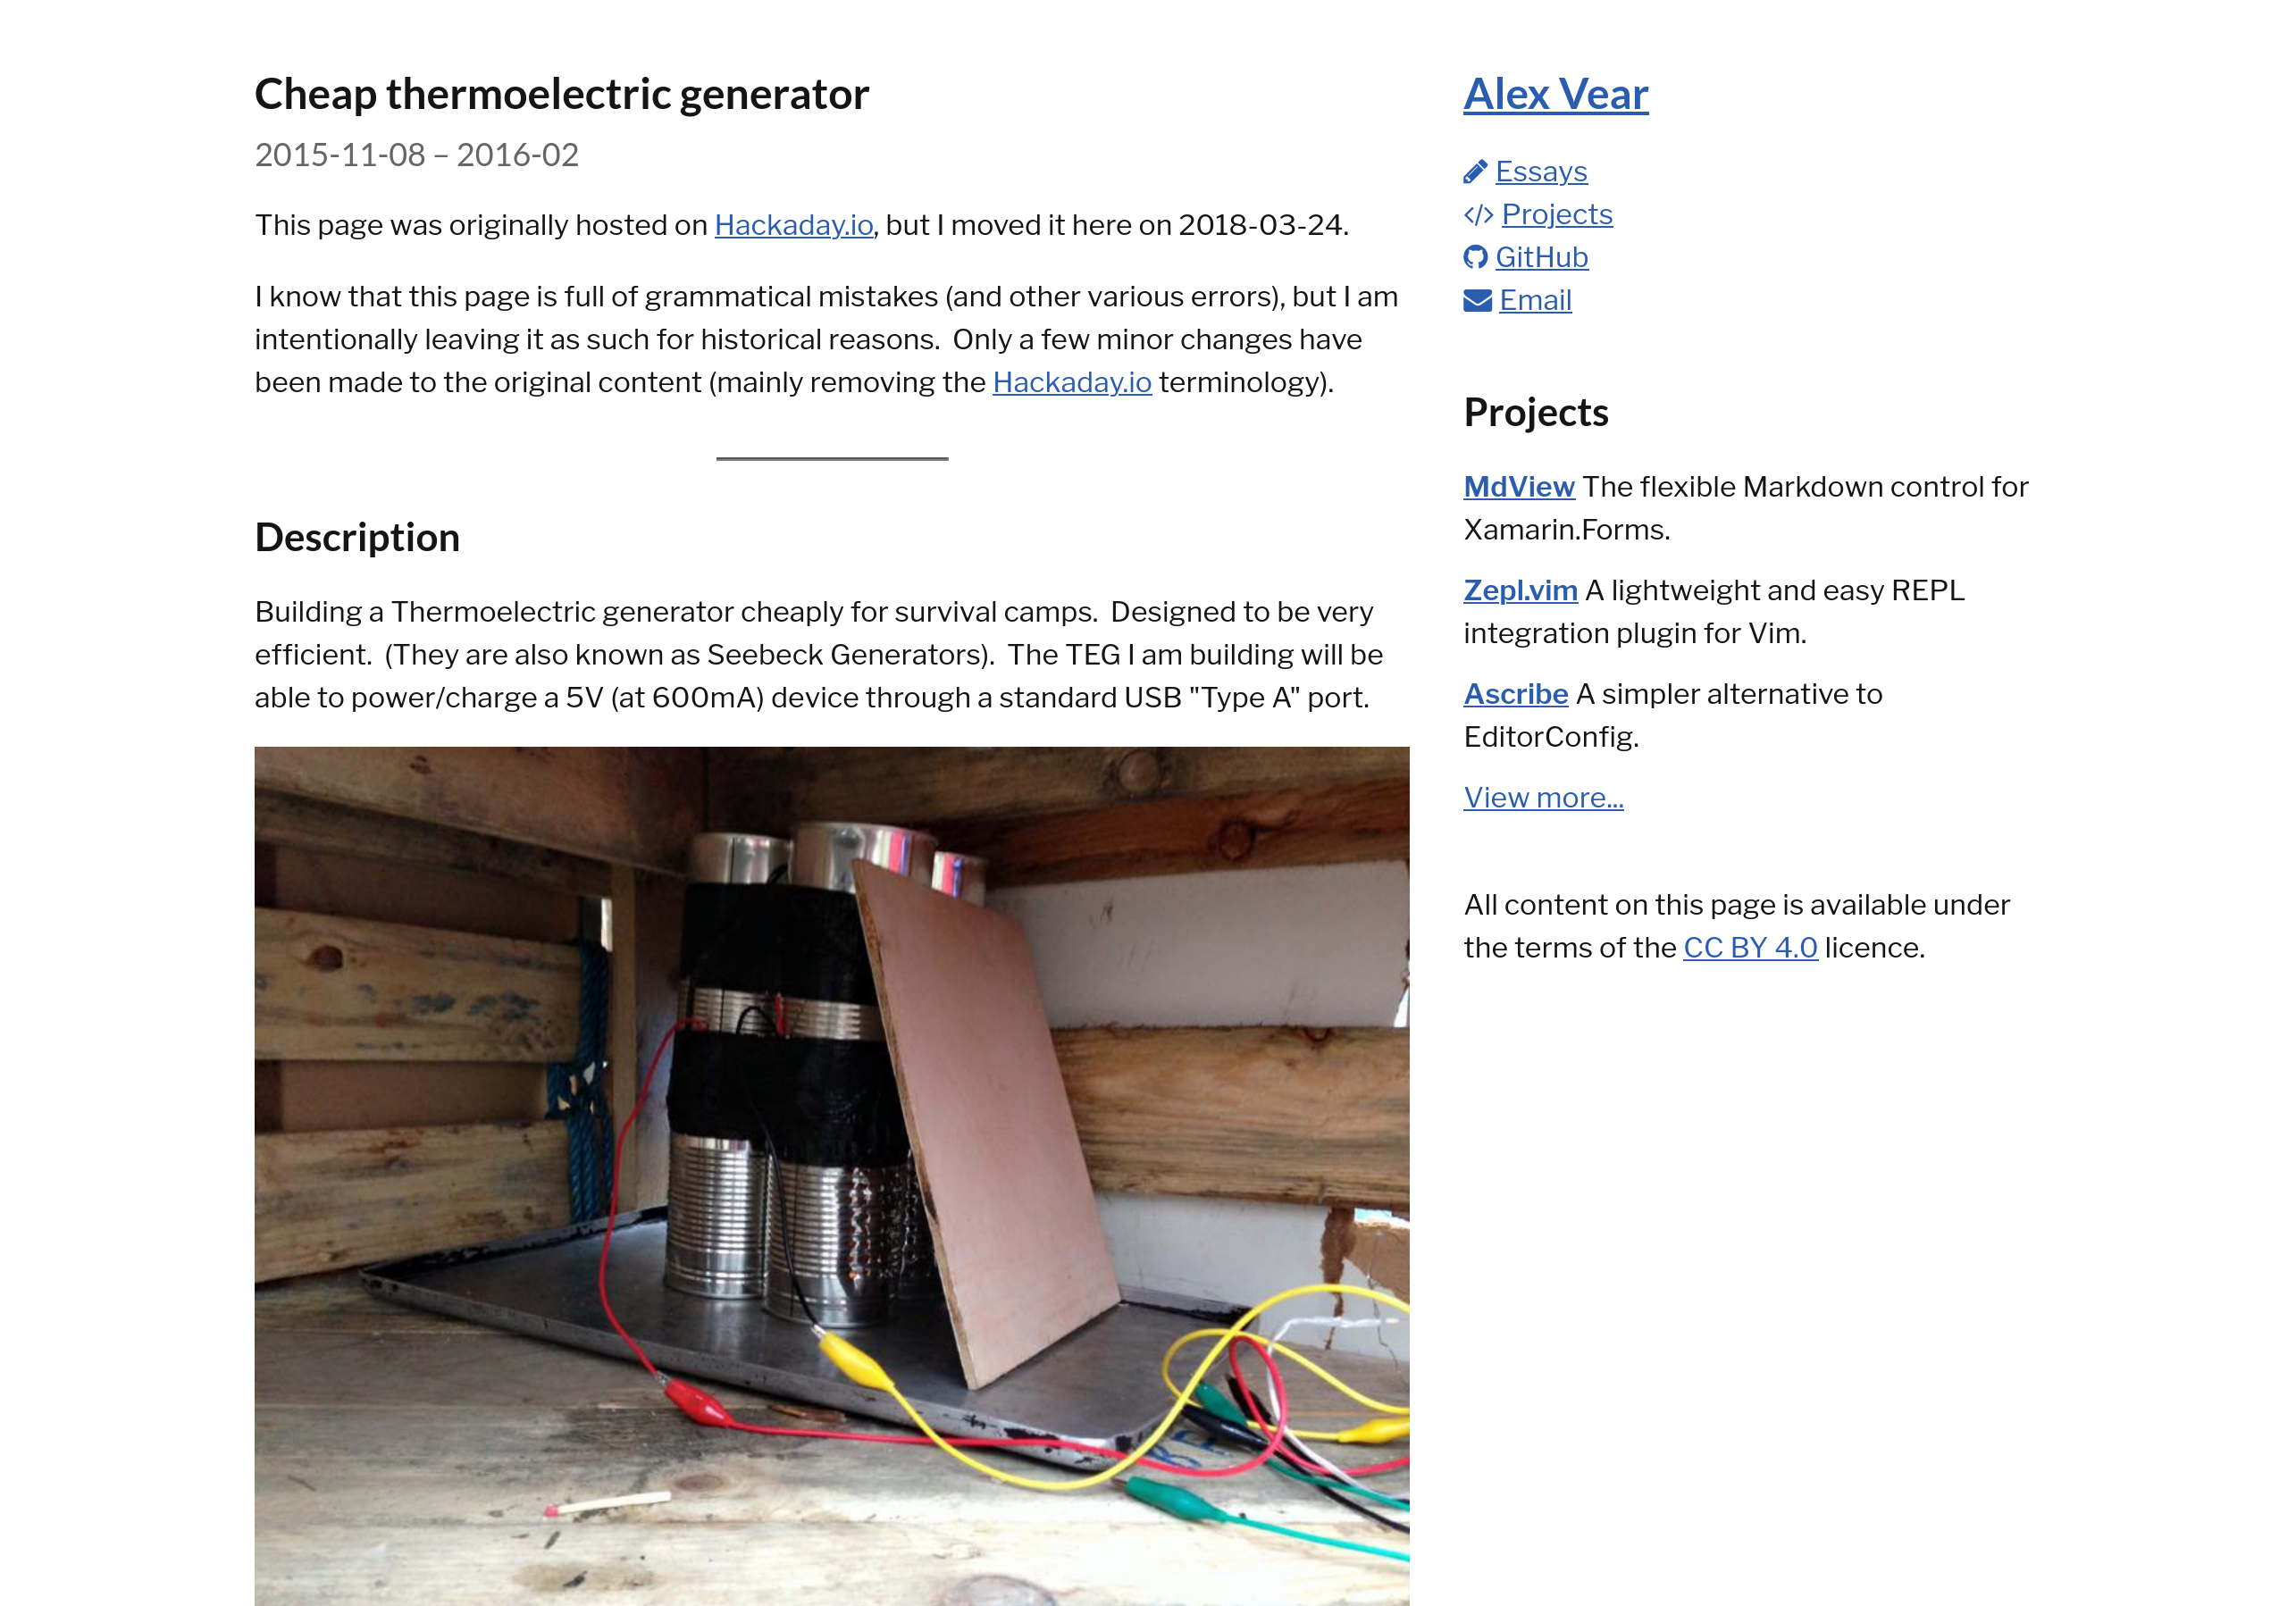 Cheap thermoelectric generator
2015-11-08 – 2016-02
This page was originally hosted on Hackaday.io, but I moved it here on 2018-03-24.
I know that this page is full of grammatical mistakes (and other various errors), but I am
intentionally leaving it as such for historical reasons.  Only a few minor changes have
been made to the original content (mainly removing the Hackaday.io terminology).
Description
Building a Thermoelectric generator cheaply for survival camps.  Designed to be very
efficient.  (They are also known as Seebeck Generators).  The TEG I am building will be
able to power/charge a 5V (at 600mA) device through a standard USB "Type A" port.
Alex Vear
Essays
Projects
GitHub
Email
Projects
MdView The flexible Markdown control for
Xamarin.Forms.
Zepl.vim A lightweight and easy REPL
integration plugin for Vim.
Ascribe A simpler alternative to
EditorConfig.
View more...
All content on this page is available under
the terms of the CC BY 4.0 licence.